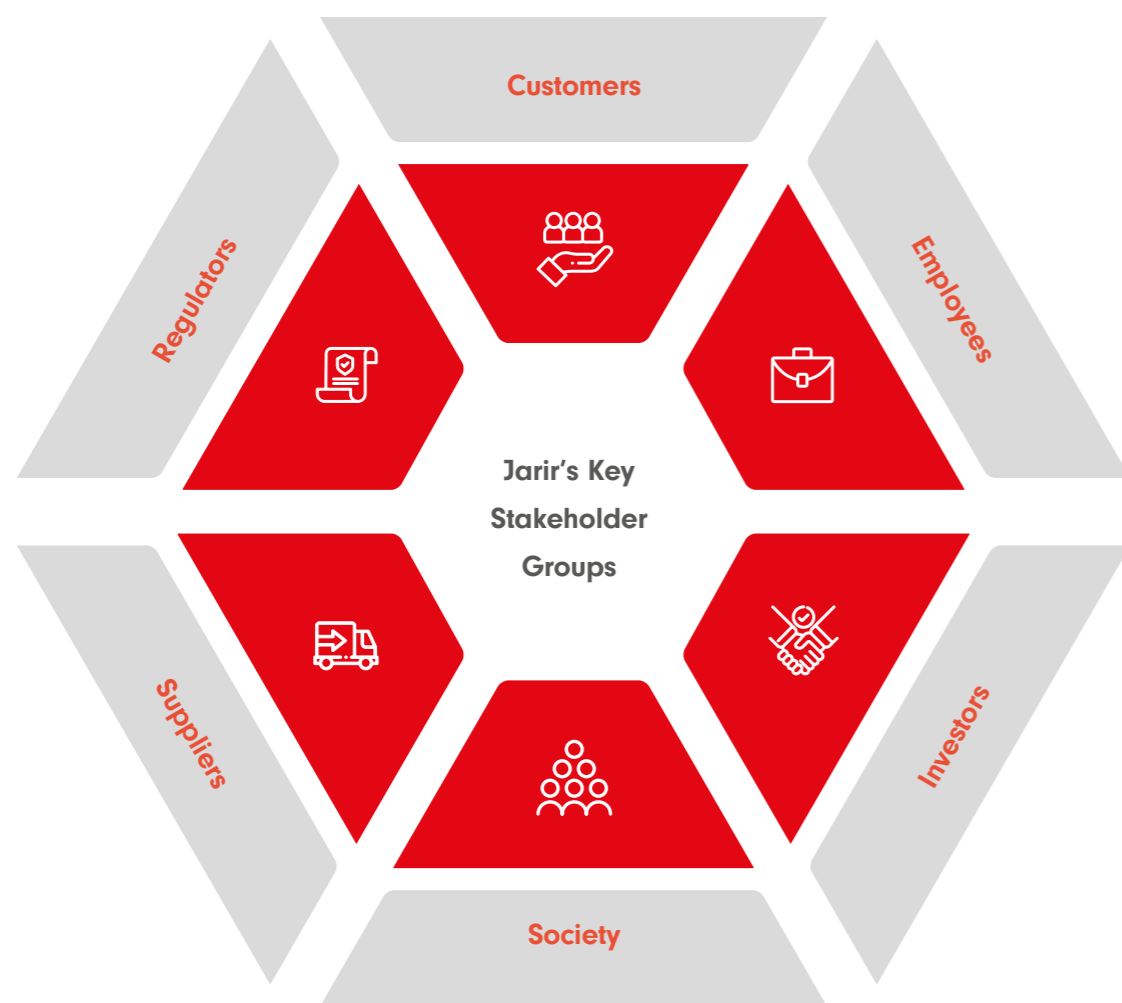 Customers
Employees
Regulators
Jarir's Key
Stakeholder
Groups
Suppliers
Investors
Society